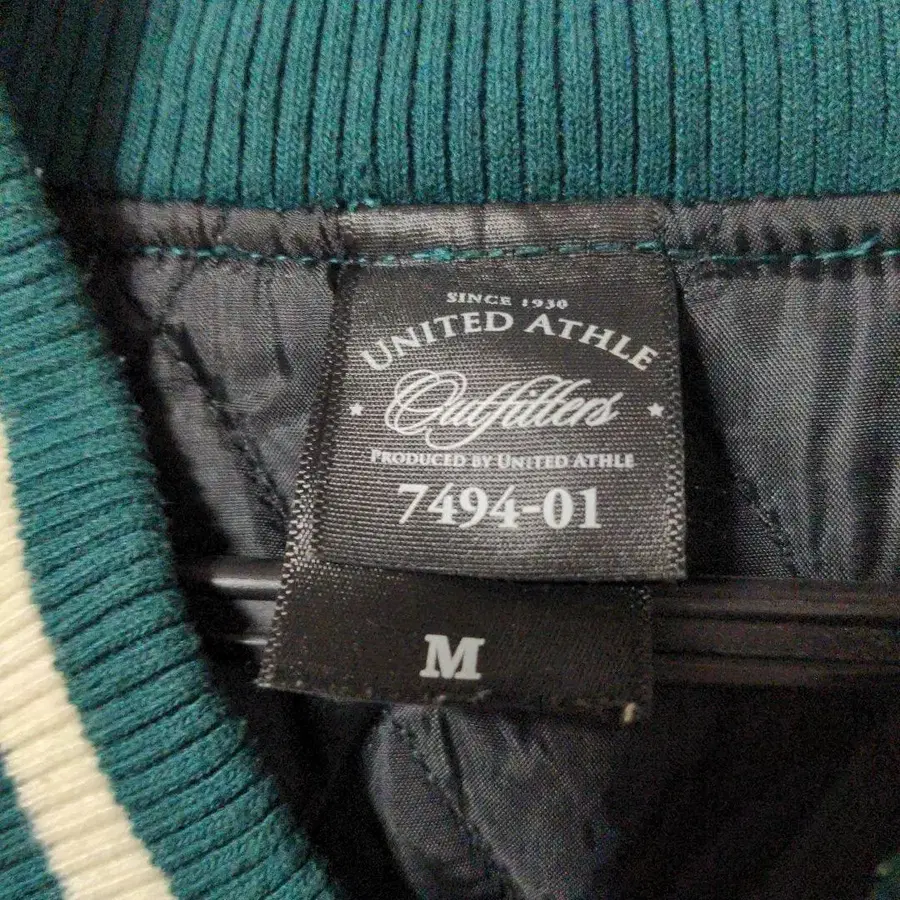 SINCE 1930
UNITED ATHLE
Outfitters
PRODUCED BY UNITED ATHLE
7494-01
M